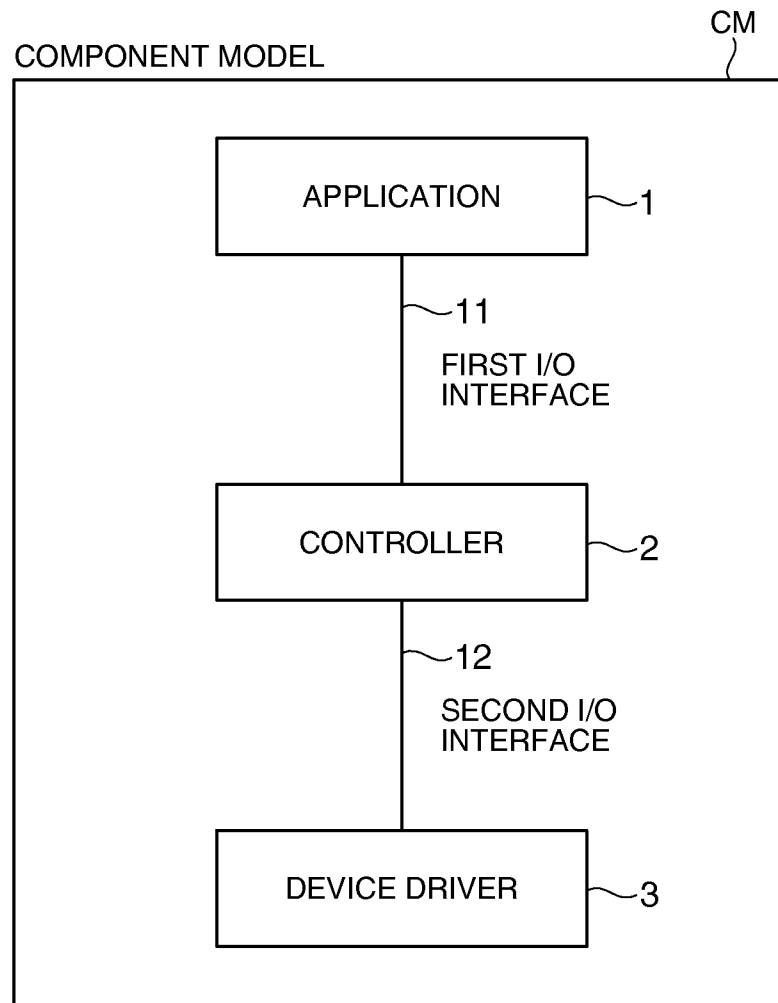 CM
COMPONENT MODEL
APPLICATION
1
11
FIRST I/O
INTERFACE
CONTROLLER
2
12
SECOND I/O
INTERFACE
DEVICE DRIVER
3